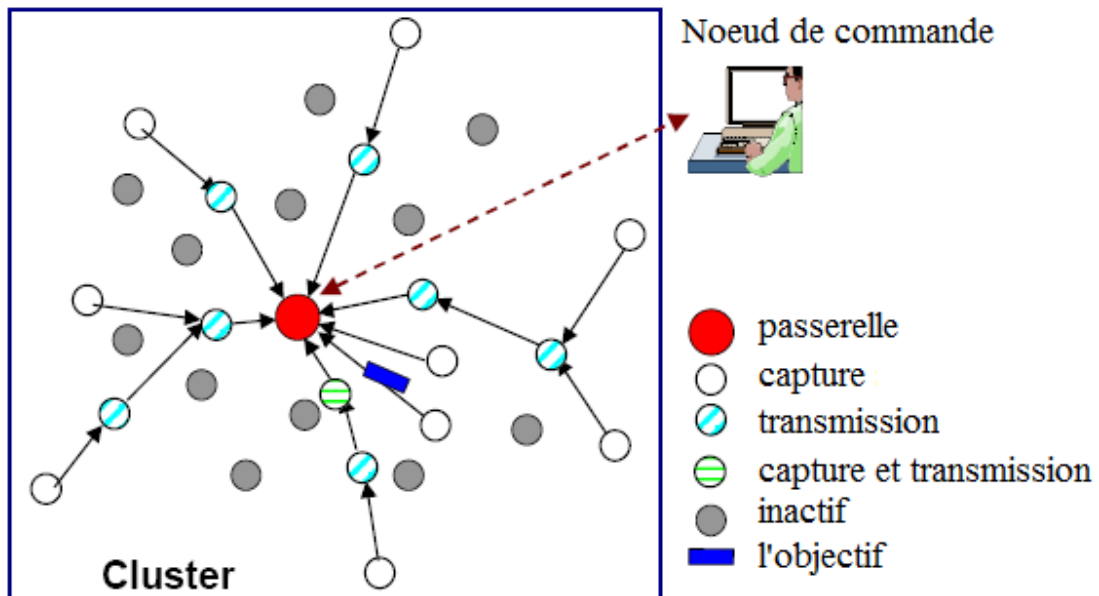 Noeud de commande
passerelle
capture
transmission
capture et transmission
inactif
l'objectif
Cluster